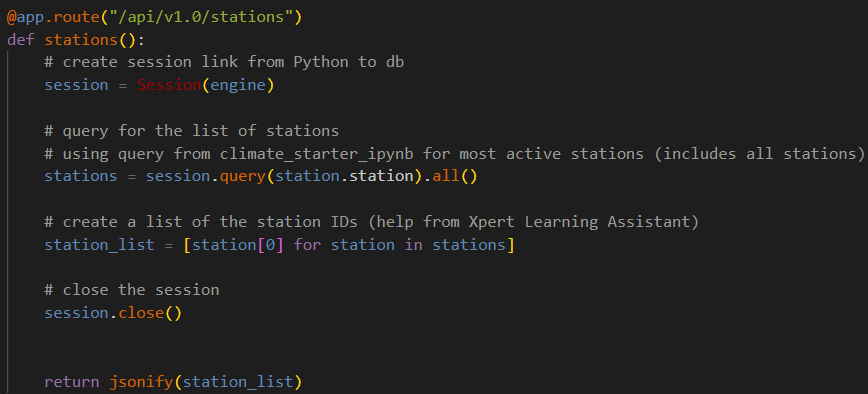 @app.route("/api/v1.0/stations")
def stations():
    # create session link from Python to db
    session = Session(engine)

    # query for the list of stations
    # using query from climate_starter_ipynb for most active stations (includes all stations)
    stations = session.query(station.station).all()

    # create a list of the station IDs (help from Xpert Learning Assistant)
    station_list = [station[0] for station in stations]

    # close the session
    session.close()


    return jsonify(station_list)